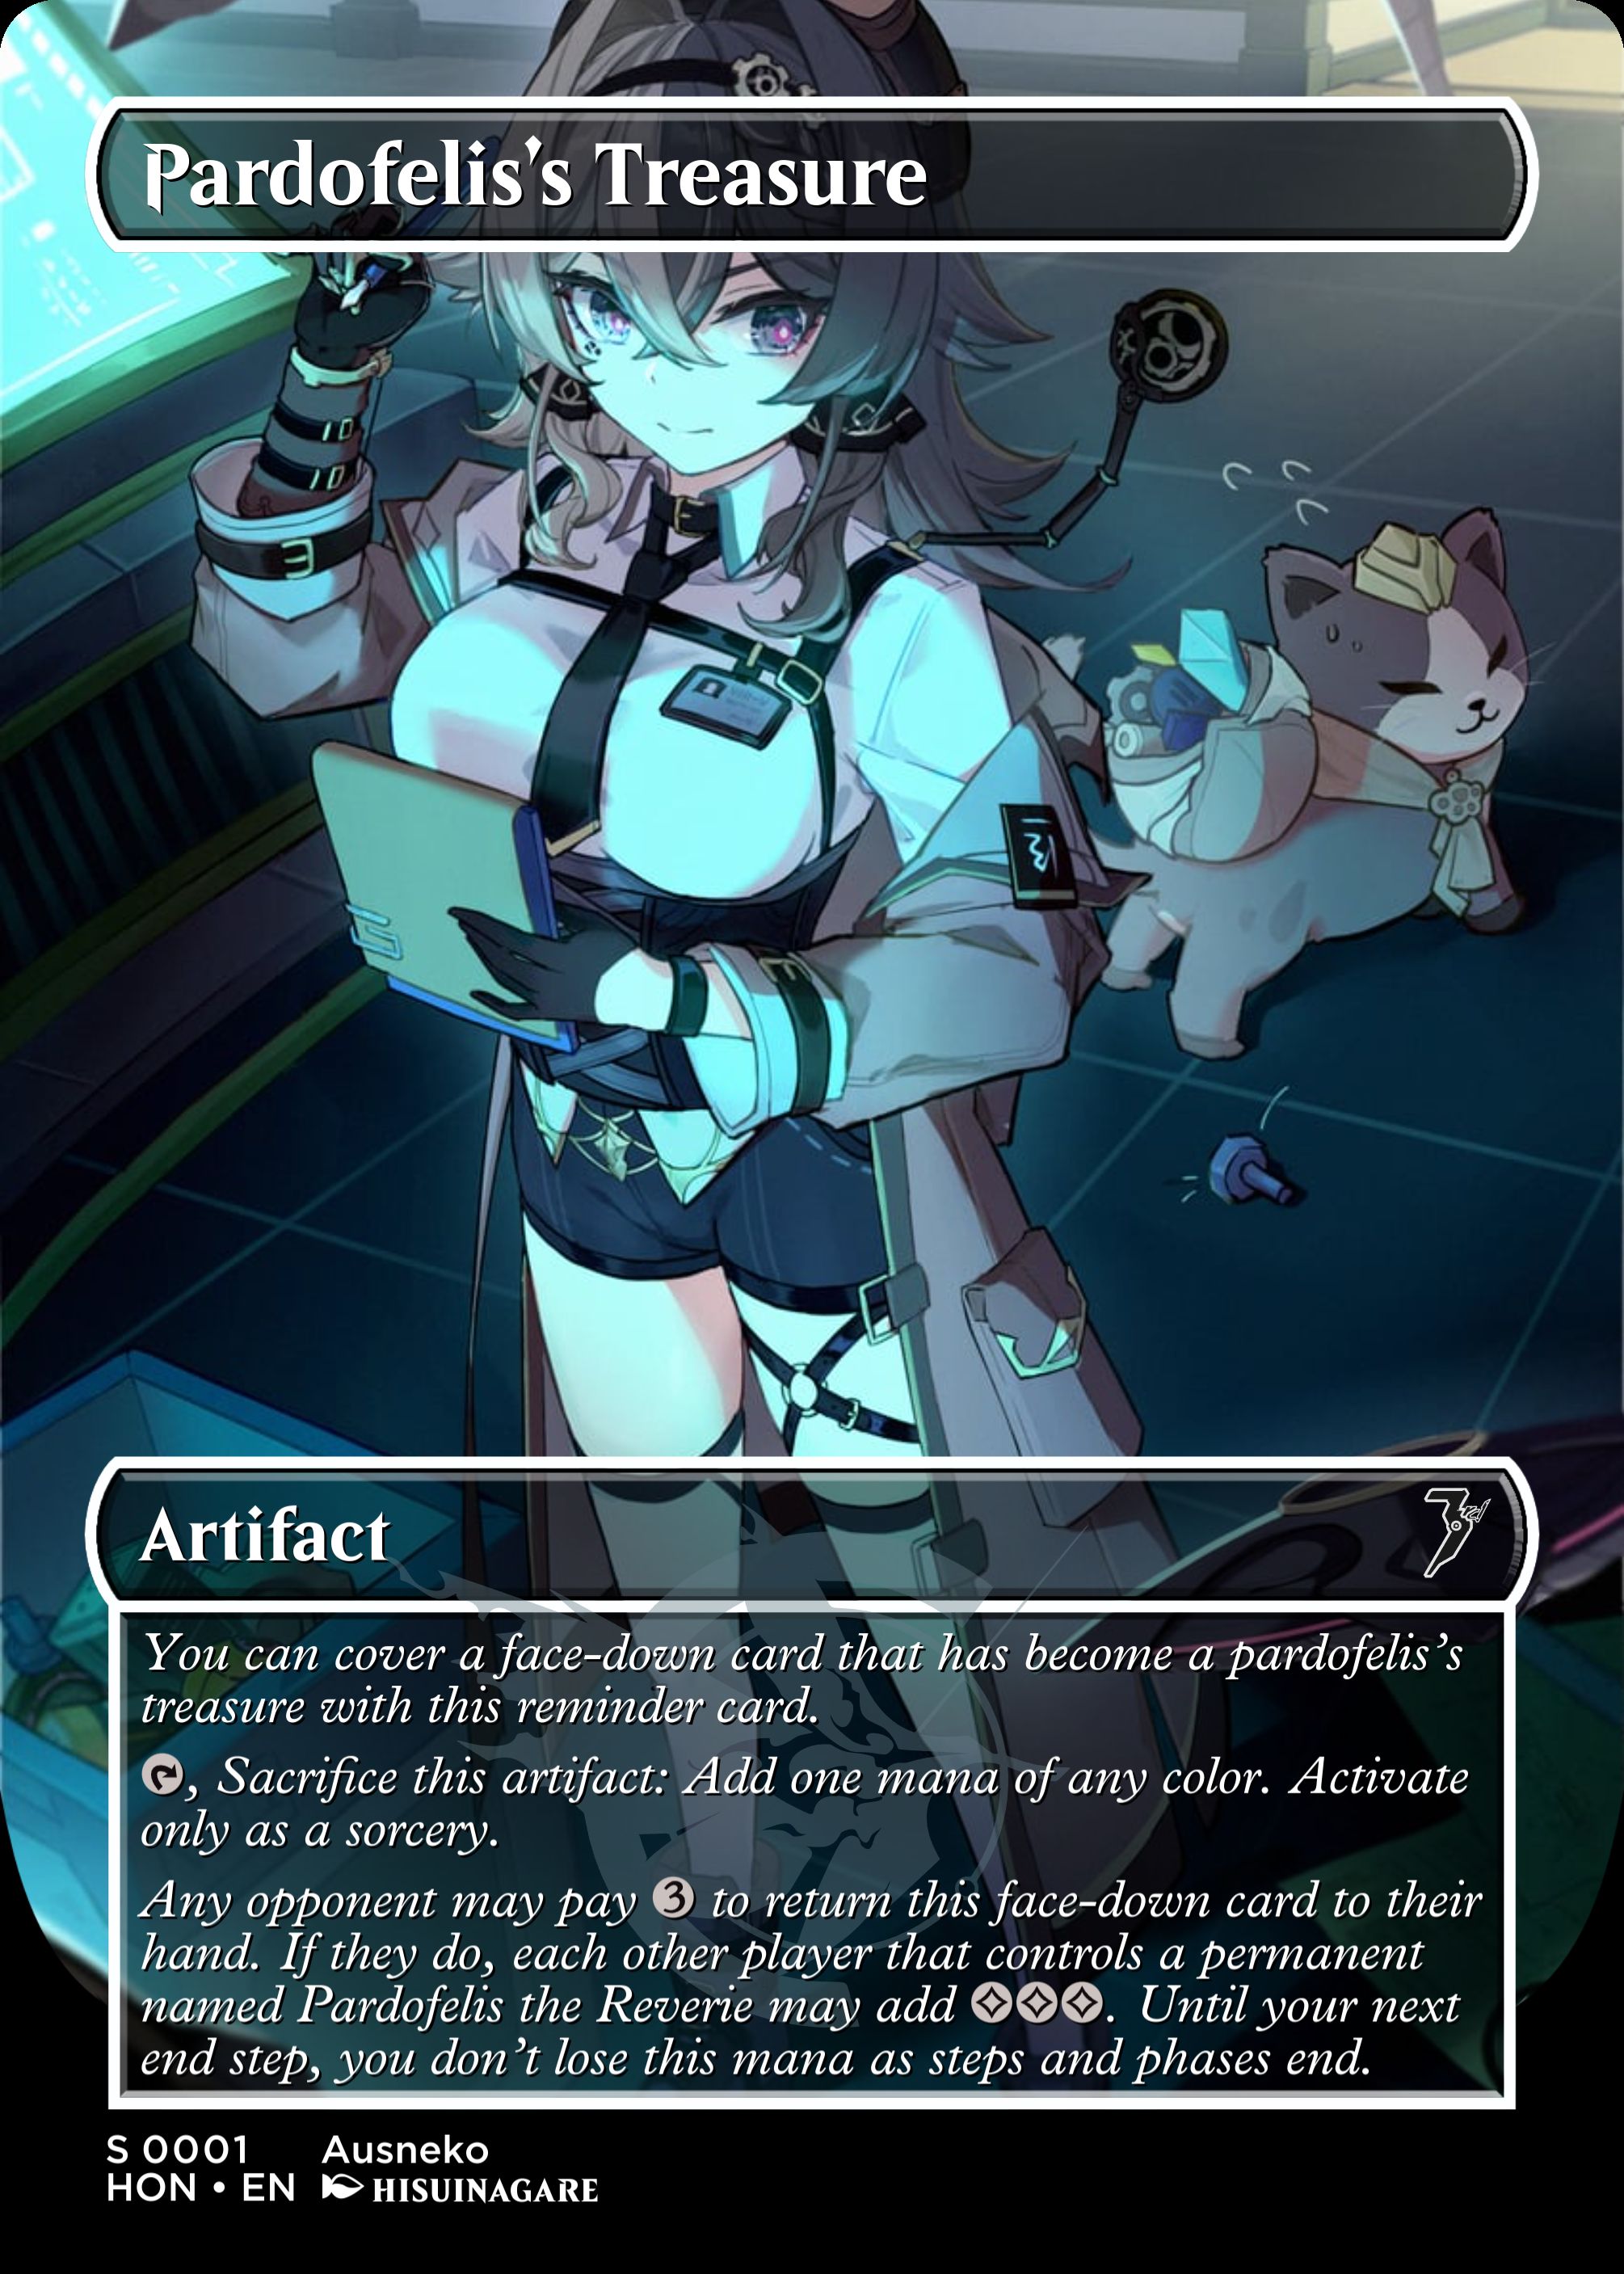 Pardofelis's Treasure
Artifact
You can cover a face-down card that has become a pardofelis's
treasure with this reminder card.
, Sacrifice this artifact: Add one mana of any color. Activate
only as a sorcery.
Any opponent may pay 3 to return this face-down card to their
hand. If they do, each other player that controls a permanent
named Pardofelis the Reverie may add . Until your next
end step, you don't lose this mana as steps and phases end.
S 0001 Ausneko
HON • EN HISUINAGARE